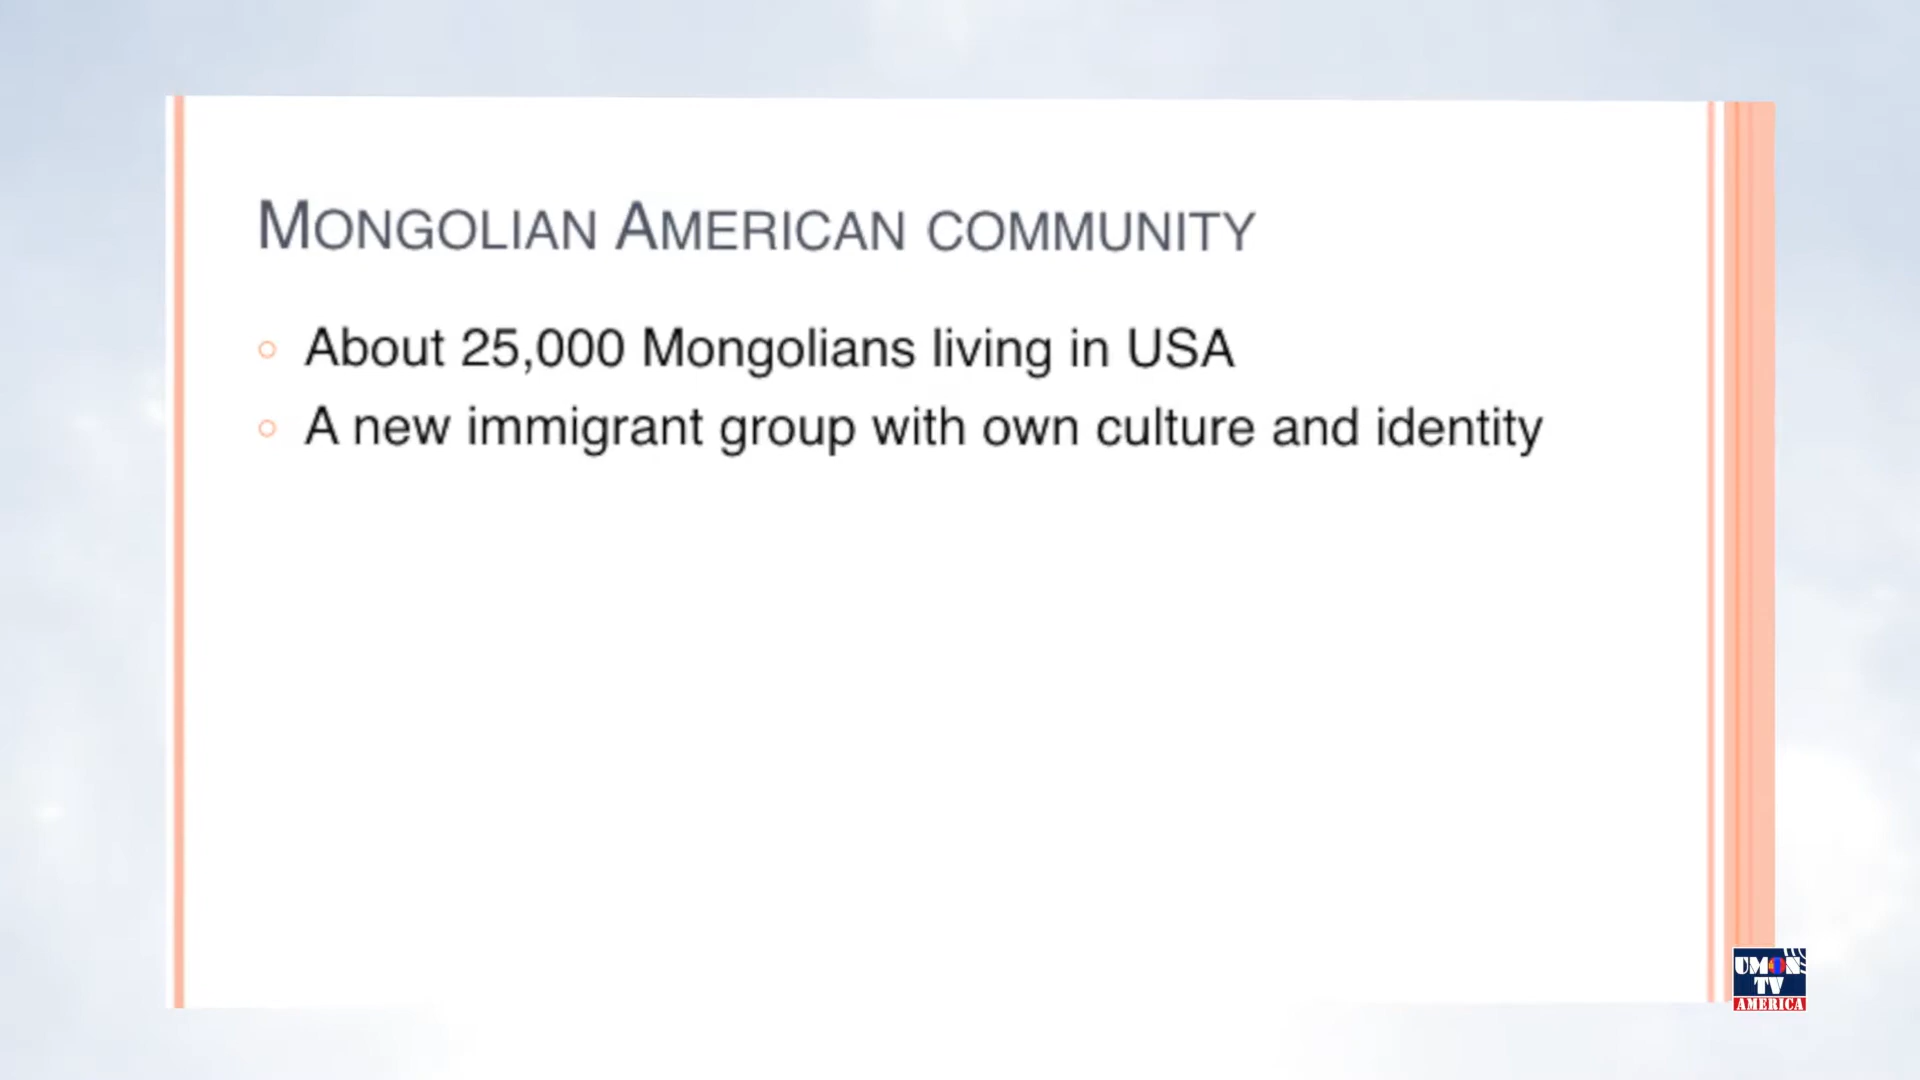 MONGOLIAN AMERICAN COMMUNITY
About 25,000 Mongolians living in USA
A new immigrant group with own culture and identity
UMON
TV
AMERICA